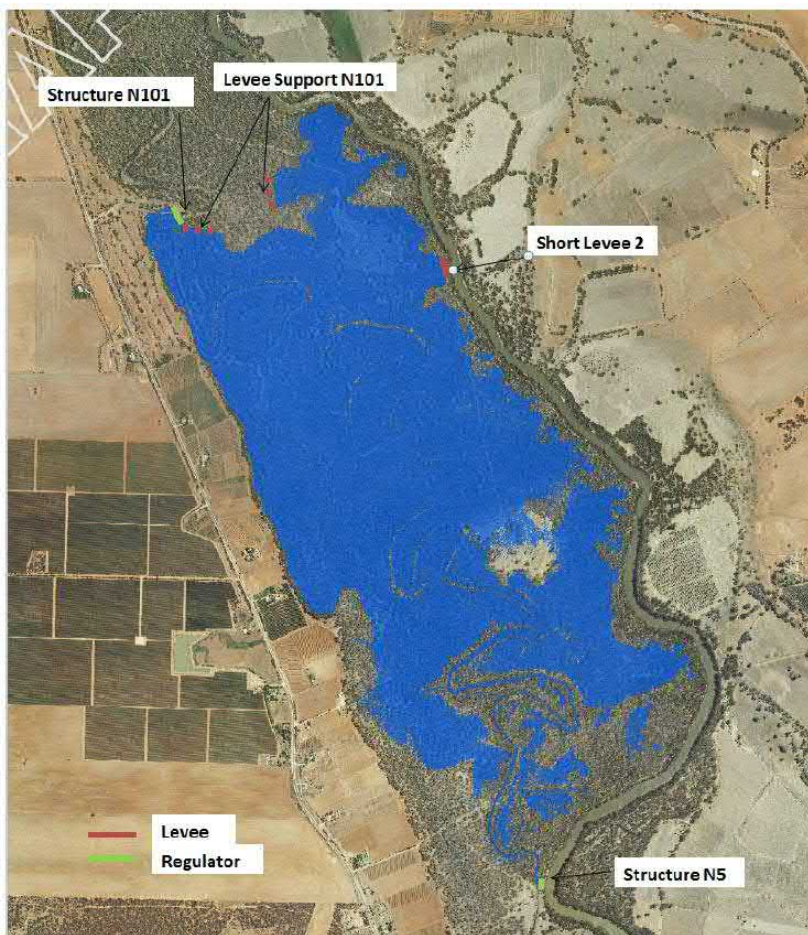 Levee Support N101
Structure N101
Short Levee 2
Levee
Regulator
Structure N5